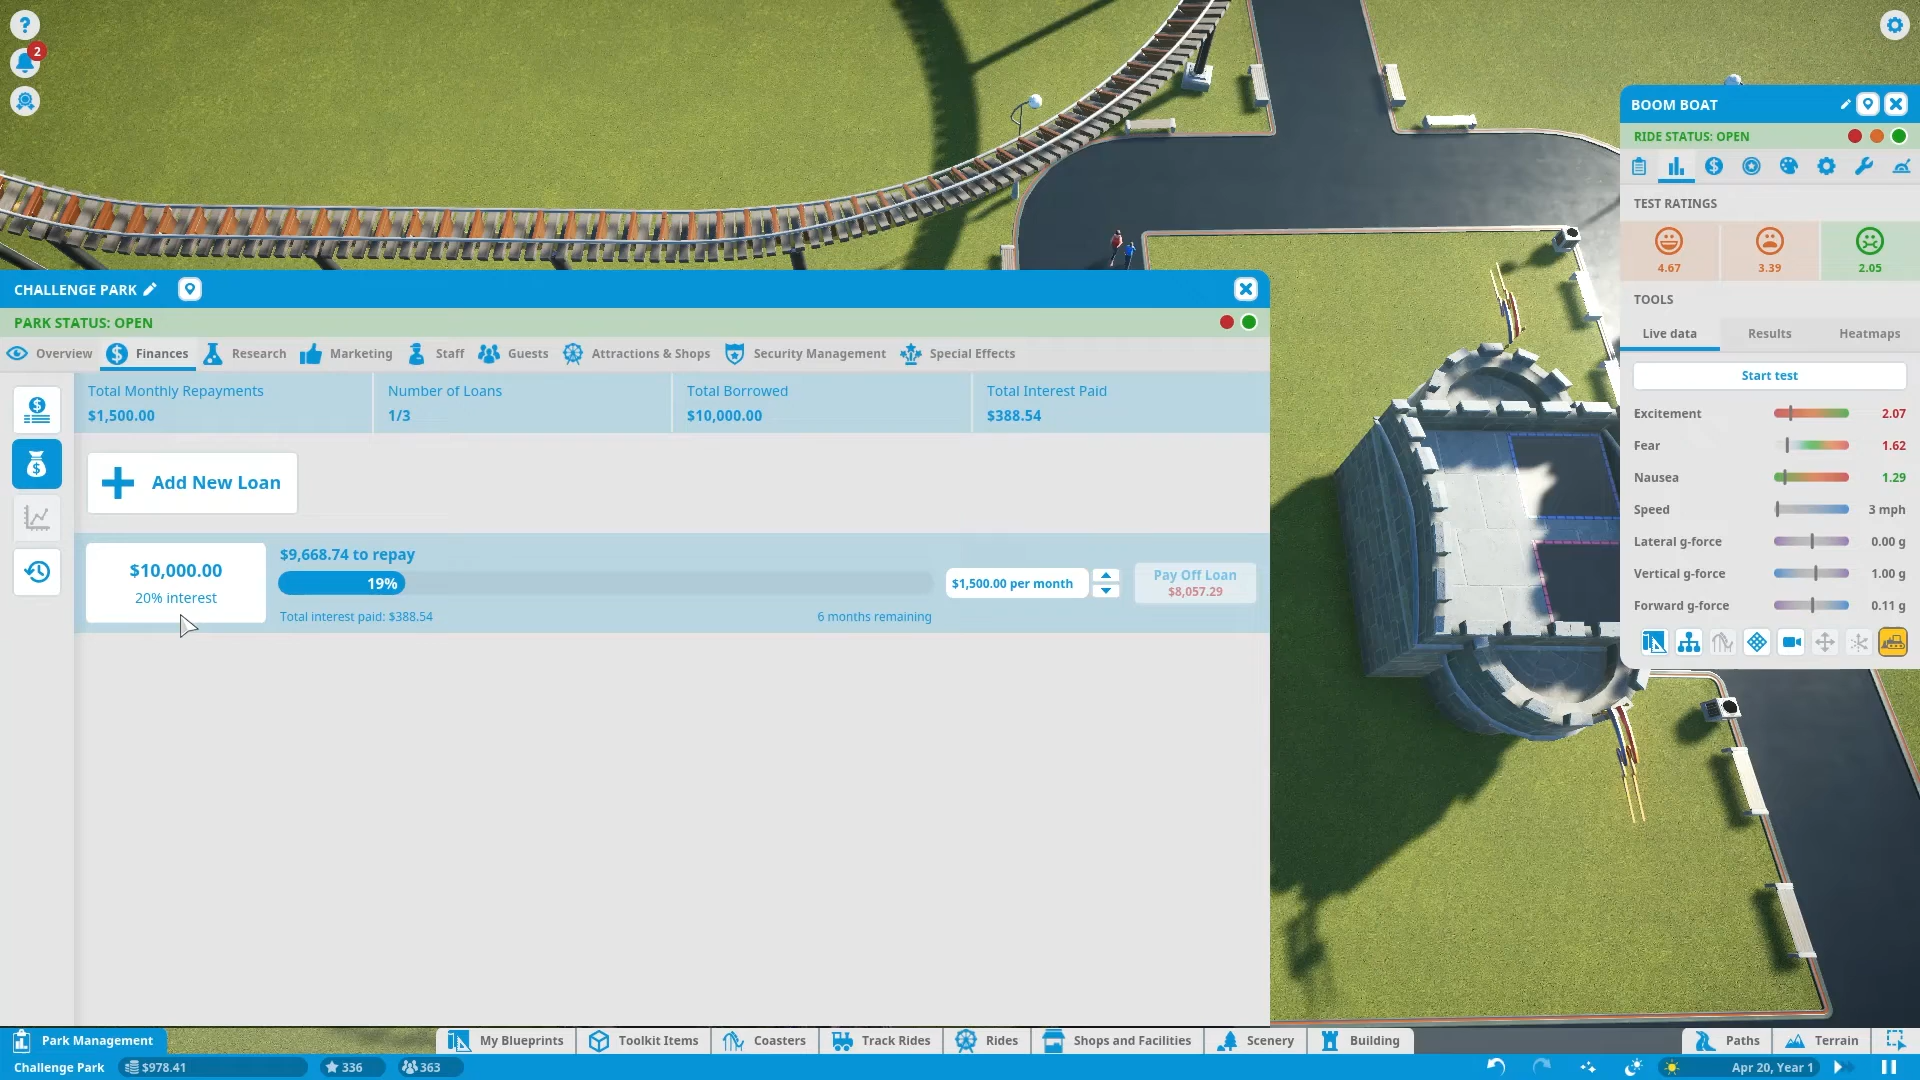 ?
2
BOOM BOAT
RIDE STATUS: OPEN
TEST RATINGS
4.67 3.39 2.05
TOOLS
Live data Results Heatmaps
Start test
Excitement 2.07
Fear 1.62
Nausea 1.29
Speed 3 mph
Lateral g-force 0.00 g
Vertical g-force 1.00 g
Forward g-force 0.11 g
CHALLENGE PARK
PARK STATUS: OPEN
Overview Finances Research Marketing Staff Guests Attractions & Shops Security Management Special Effects
Total Monthly Repayments Number of Loans Total Borrowed Total Interest Paid
$1,500.00 1/3 $10,000.00 $388.54
Add New Loan
$10,000.00
20% interest
$9,668.74 to repay
19%
Total interest paid: $388.54 6 months remaining
$1,500.00 per month
Pay Off Loan
$8,057.29
Park Management My Blueprints Toolkit Items Coasters Track Rides Rides Shops and Facilities Scenery Building Paths Terrain
Challenge Park $978.41 336 363 Apr 20, Year 1